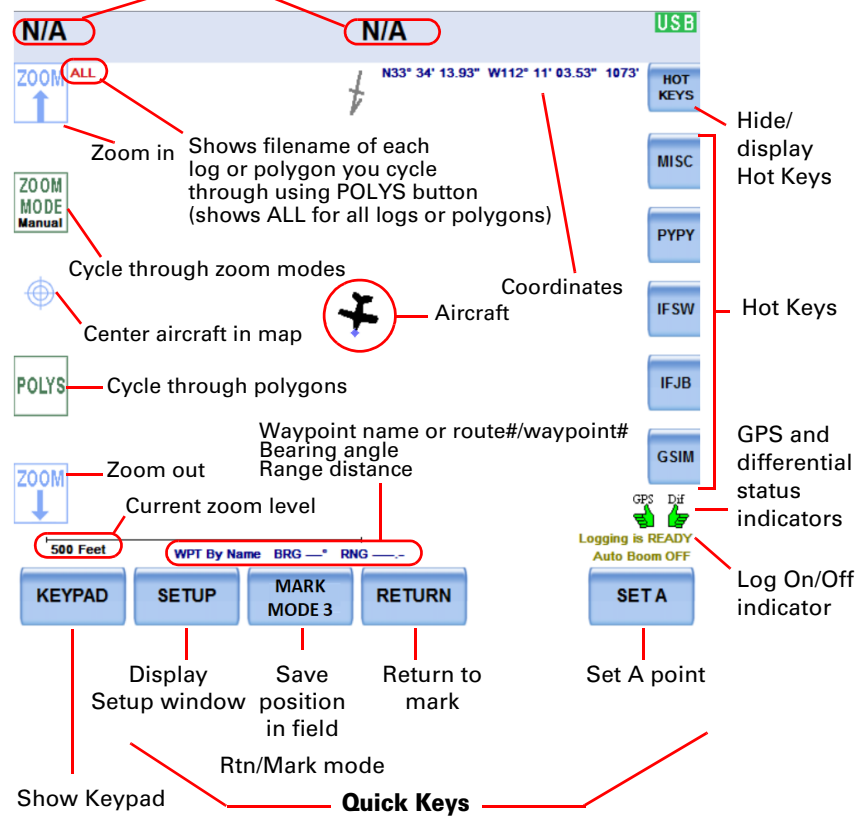 N/A
N/A
USB
ZOOM
ALL
N33° 34' 13.93" W112° 11' 03.53" 1073'
HOT
KEYS
Zoom in
Shows filename of each
log or polygon you cycle
through using POLYS button
(shows ALL for all logs or polygons)
Hide/
display
Hot Keys
MISC
ZOOM
MODE
Manual
PYPY
Cycle through zoom modes
Coordinates
Aircraft
IFSW
Hot Keys
Center aircraft in map
POLYS
Cycle through polygons
IFJB
Waypoint name or route#/waypoint#
Bearing angle
Range distance
GSIM
GPS and
differential
status
indicators
ZOOM
Zoom out
Current zoom level
GPS Dif
Logging is READY
Auto Boom OFF
500 Feet
WPT By Name BRG —–° RNG —––.–
Log On/Off
indicator
KEYPAD
SETUP
MARK
MODE 3
RETURN
SET A
Display
Setup window
Save
position
in field
Return to
mark
Set A point
Rtn/Mark mode
Show Keypad
Quick Keys